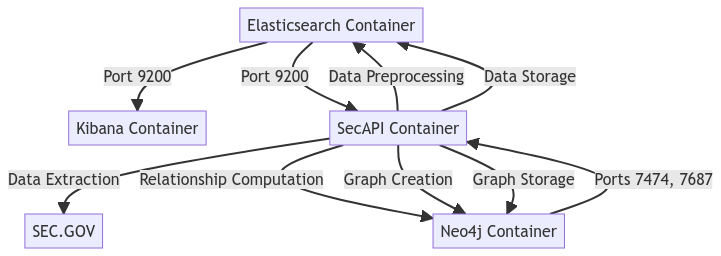 Elasticsearch Container
Port 9200
Port 9200
Data Preprocessing
Data Storage
Kibana Container
SecAPI Container
Data Extraction
Relationship Computation
Graph Creation
Graph Storage
Ports 7474, 7687
SEC.GOV
Neo4j Container